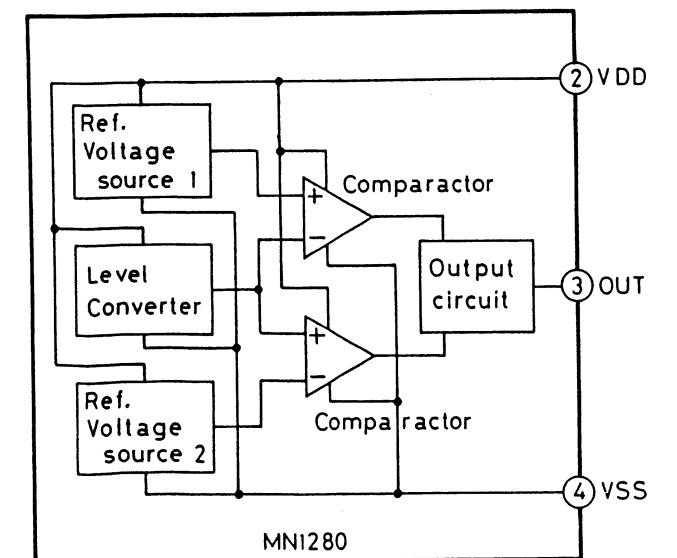 2 VDD
Ref.
Voltage
source 1
+
Comparactor
−
Level
Converter
Output
circuit
3 OUT
+
−
Ref.
Voltage
source 2
Comparactor
4 VSS
MN1280